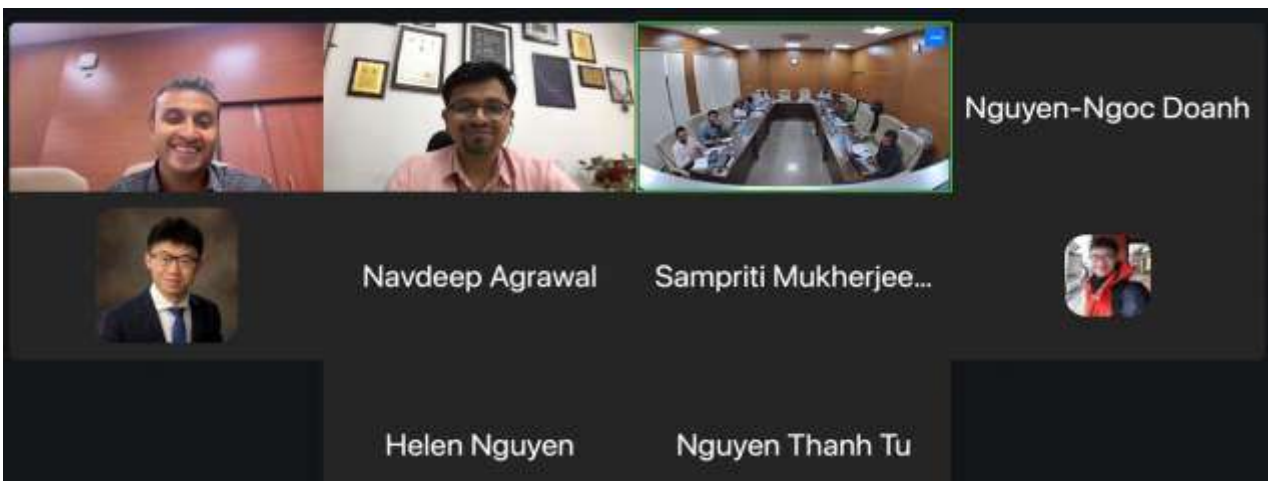 Nguyen-Ngoc Doanh
Navdeep Agrawal
Sampriti Mukherjee...
Helen Nguyen
Nguyen Thanh Tu